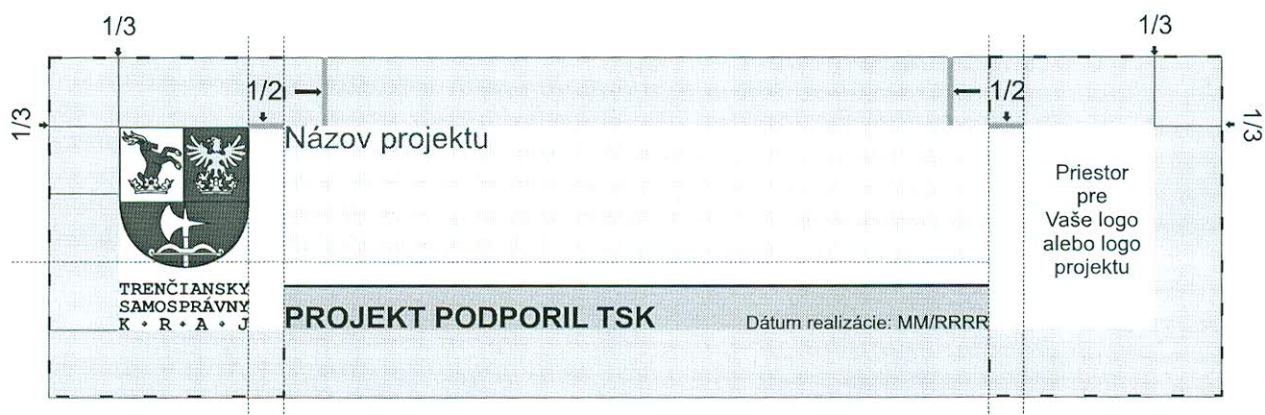 1/3
1/3
1/2
1/2
1/3
1/3
Názov projektu
Priestor
pre
Vaše logo
alebo logo
projektu
TRENČIANSKY
SAMOSPRÁVNY
K · R · A · J
PROJEKT PODPORIL TSK
Dátum realizácie: MM/RRRR